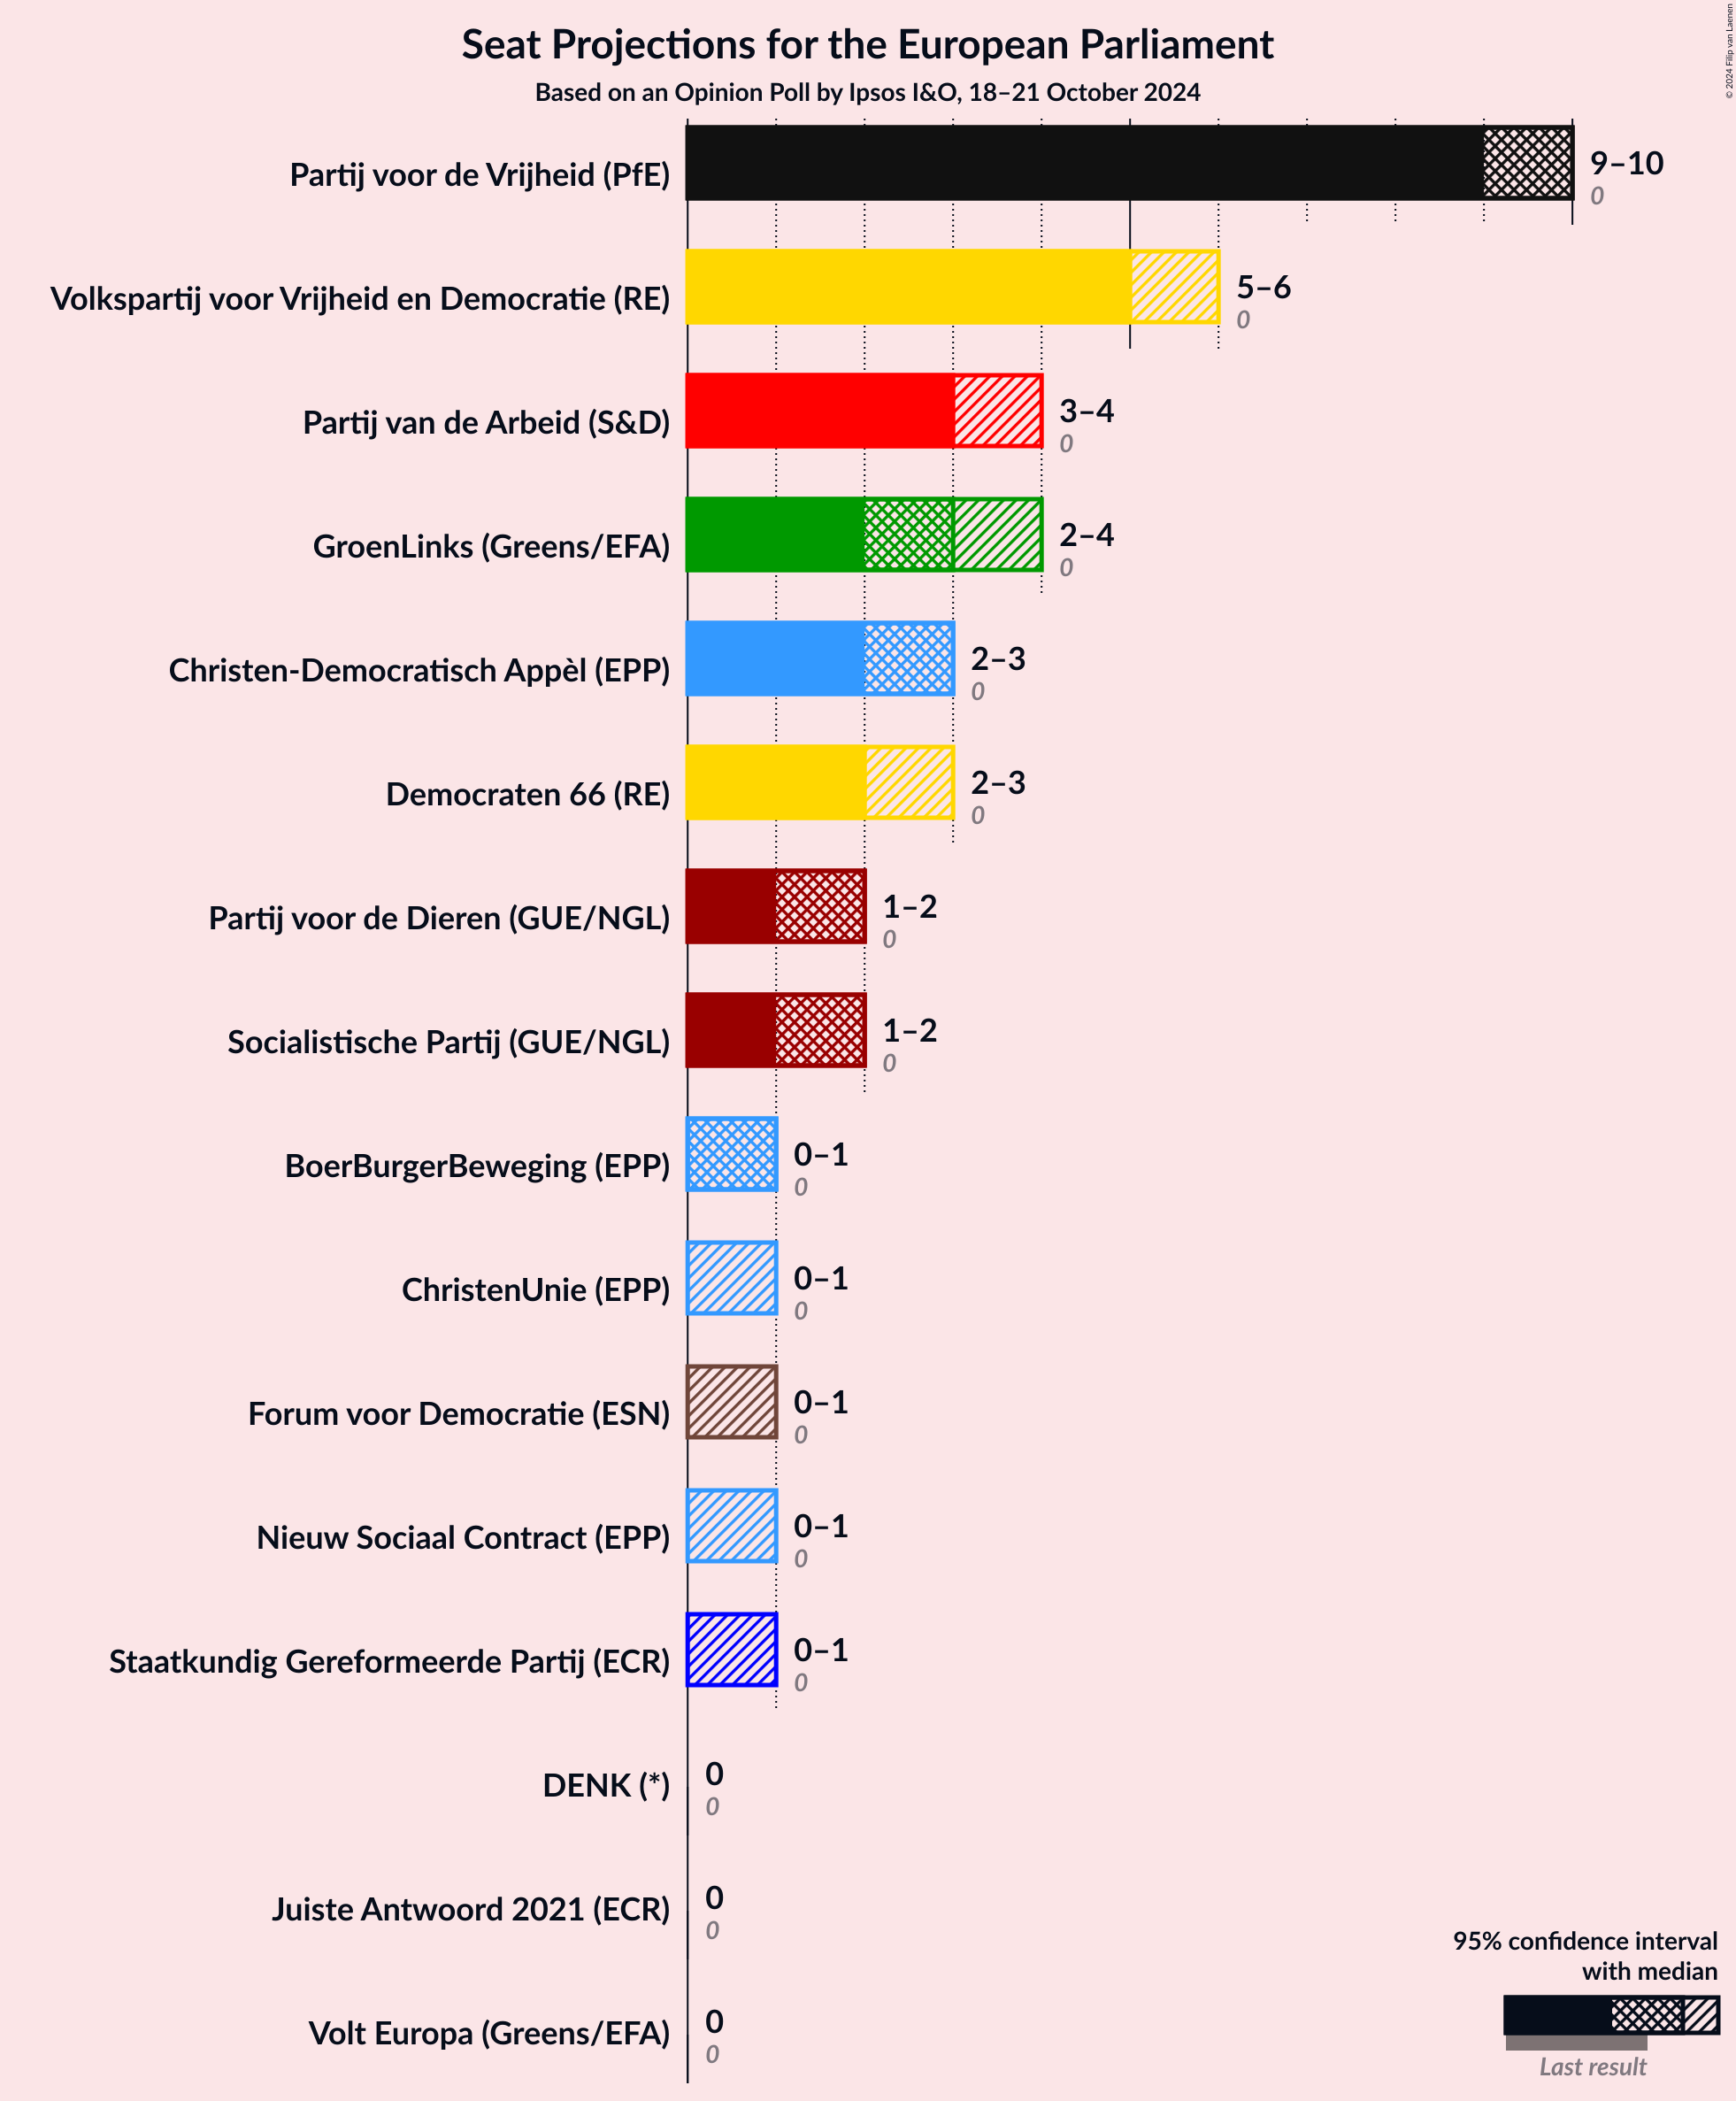 Seat Projections for the European Parliament
Based on an Opinion Poll by Ipsos I&O, 18–21 October 2024
© 2024 Filip van Laenen
Partij voor de Vrijheid (PfE)
9–10
0
Volkspartij voor Vrijheid en Democratie (RE)
5–6
0
Partij van de Arbeid (S&D)
3–4
0
GroenLinks (Greens/EFA)
2–4
0
Christen-Democratisch Appèl (EPP)
2–3
0
Democraten 66 (RE)
2–3
0
Partij voor de Dieren (GUE/NGL)
1–2
0
Socialistische Partij (GUE/NGL)
1–2
0
BoerBurgerBeweging (EPP)
0–1
0
ChristenUnie (EPP)
0–1
0
Forum voor Democratie (ESN)
0–1
0
Nieuw Sociaal Contract (EPP)
0–1
0
Staatkundig Gereformeerde Partij (ECR)
0–1
0
DENK (*)
0
0
Juiste Antwoord 2021 (ECR)
0
0
Volt Europa (Greens/EFA)
0
0
95% confidence interval
with median
Last result